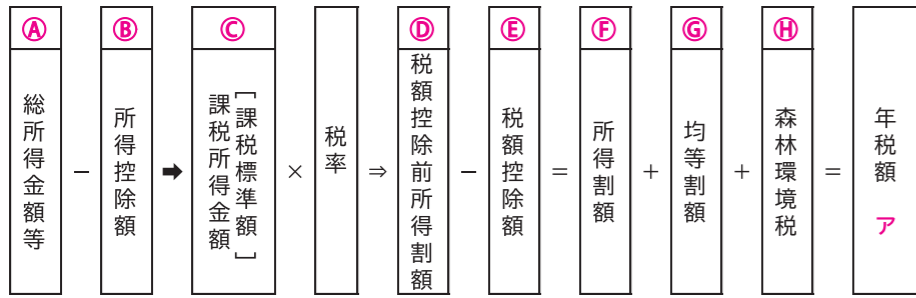 Ⓐ
総所得金額等
−
Ⓑ
所得控除額
➡
Ⓒ
［課税標準額］
課税所得金額
×
税率
⇒
Ⓓ
税額控除前所得割額
−
Ⓔ
税額控除額
＝
Ⓕ
所得割額
＋
Ⓖ
均等割額
＋
Ⓗ
森林環境税
＝
年税額 ア